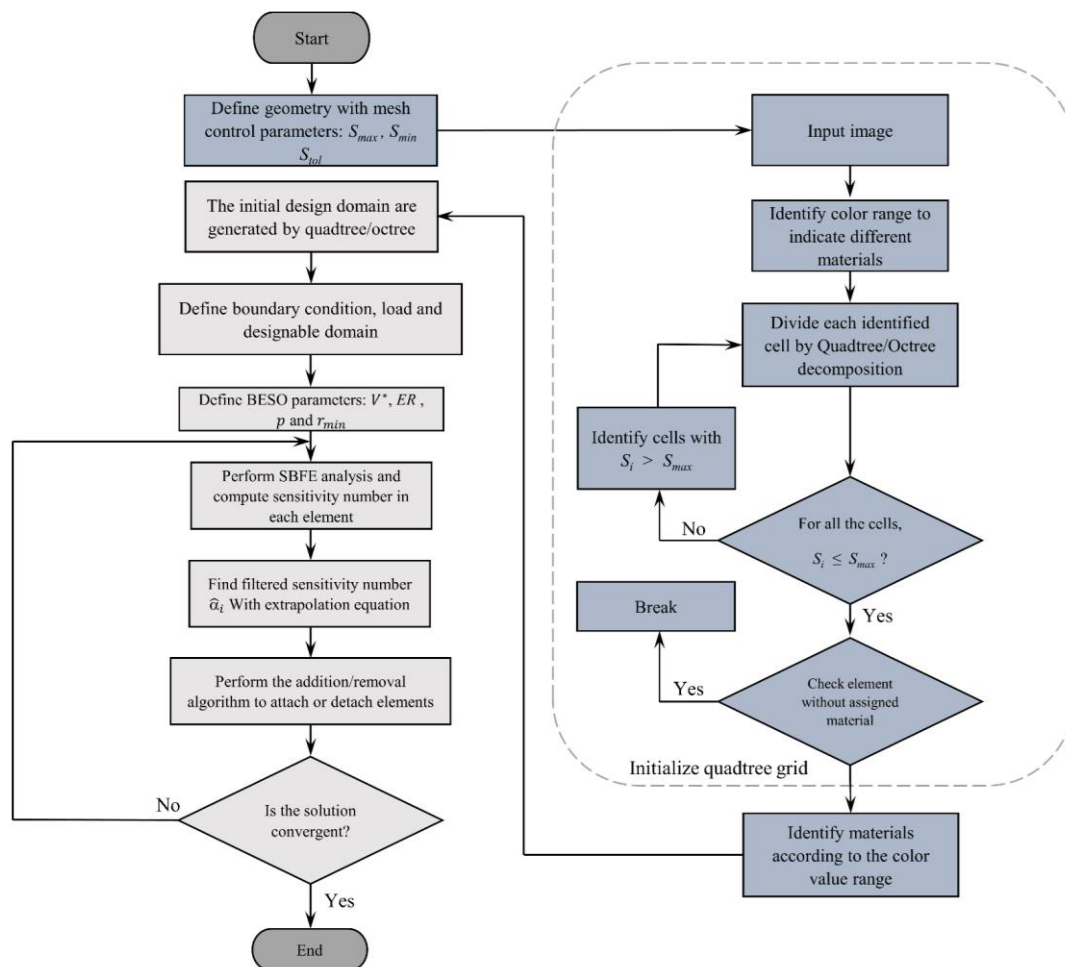 Start
Define geometry with mesh
control parameters: S_max, S_min
S_tol
The initial design domain are
generated by quadtree/octree
Define boundary condition, load and
designable domain
Define BESO parameters: V*, ER ,
p and r_min
Perform SBFE analysis and
compute sensitivity number in
each element
Find filtered sensitivity number
α̂_i With extrapolation equation
Perform the addition/removal
algorithm to attach or detach elements
No
Is the solution
convergent?
Yes
End
Input image
Identify color range to
indicate different
materials
Divide each identified
cell by Quadtree/Octree
decomposition
Identify cells with
S_i > S_max
No
For all the cells,
S_i ≤ S_max ?
Yes
Break
Yes
Check element
without assigned
material
Initialize quadtree grid
Identify materials
according to the color
value range